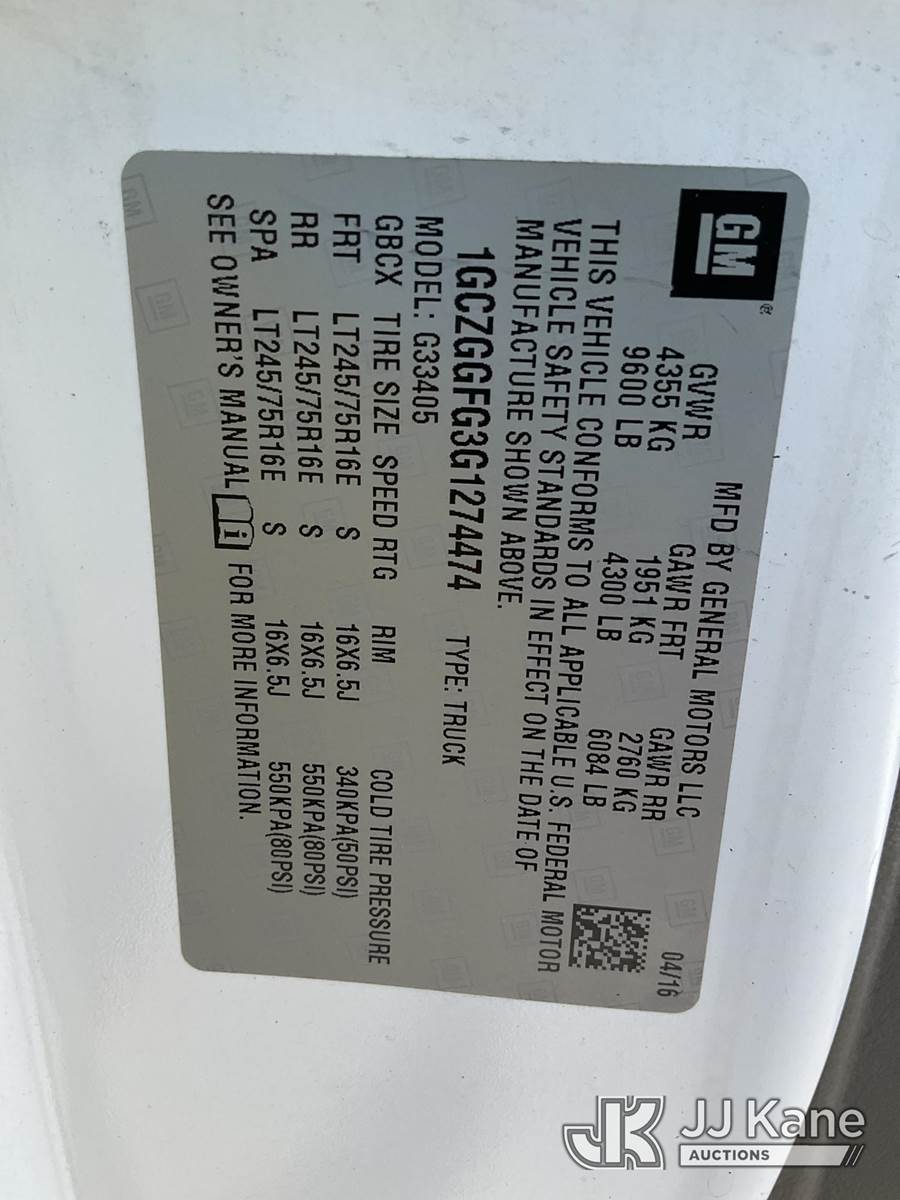 GM
®
MFD BY GENERAL MOTORS LLC 04/16
GVWR GAWR FRT GAWR RR
4355 KG 1951 KG 2760 KG
9600 LB 4300 LB 6084 LB
THIS VEHICLE CONFORMS TO ALL APPLICABLE U.S. FEDERAL MOTOR
VEHICLE SAFETY STANDARDS IN EFFECT ON THE DATE OF
MANUFACTURE SHOWN ABOVE.
1GCZGGFG3G1274474 TYPE: TRUCK
MODEL: G33405
GBCX TIRE SIZE SPEED RTG RIM COLD TIRE PRESSURE
FRT LT245/75R16E S 16X6.5J 340KPA(50PSI)
RR LT245/75R16E S 16X6.5J 550KPA(80PSI)
SPA LT245/75R16E S 16X6.5J 550KPA(80PSI)
SEE OWNER'S MANUAL i FOR MORE INFORMATION.
JK JJ Kane
AUCTIONS